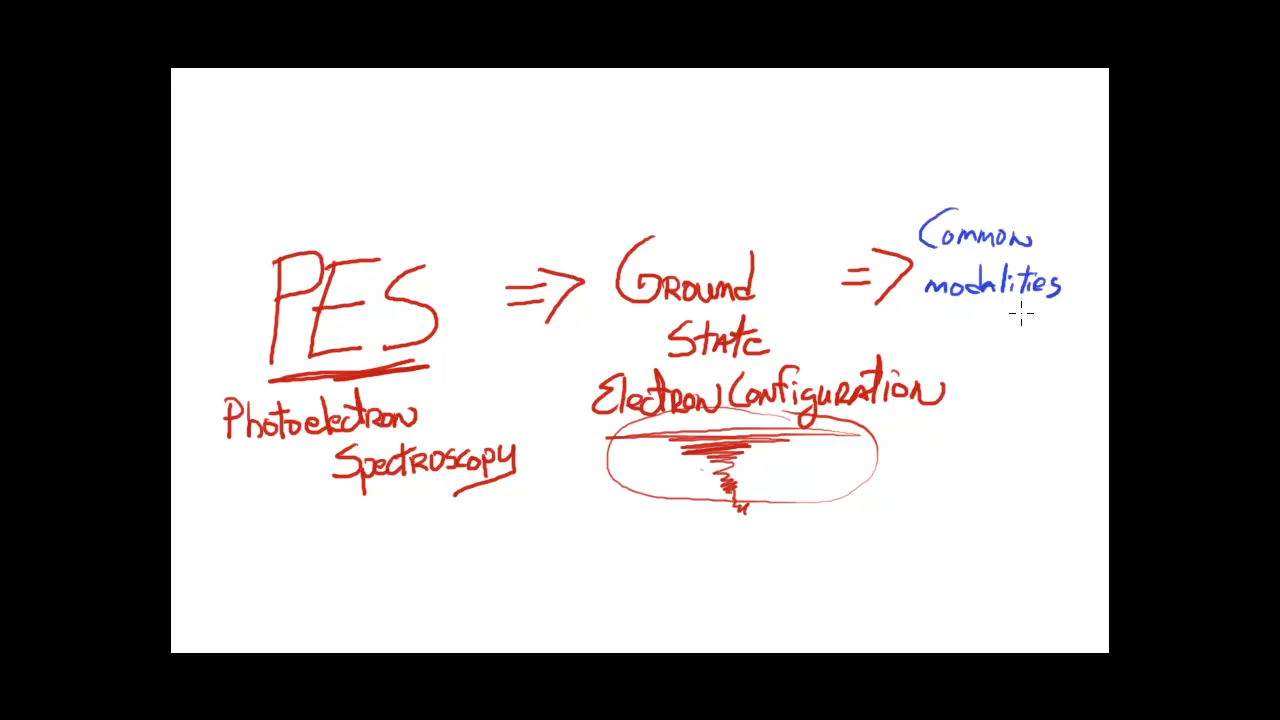 PES
Photoelectron
Spectroscopy
=>
Ground
State
Electron Configuration
=>
Common
modalities